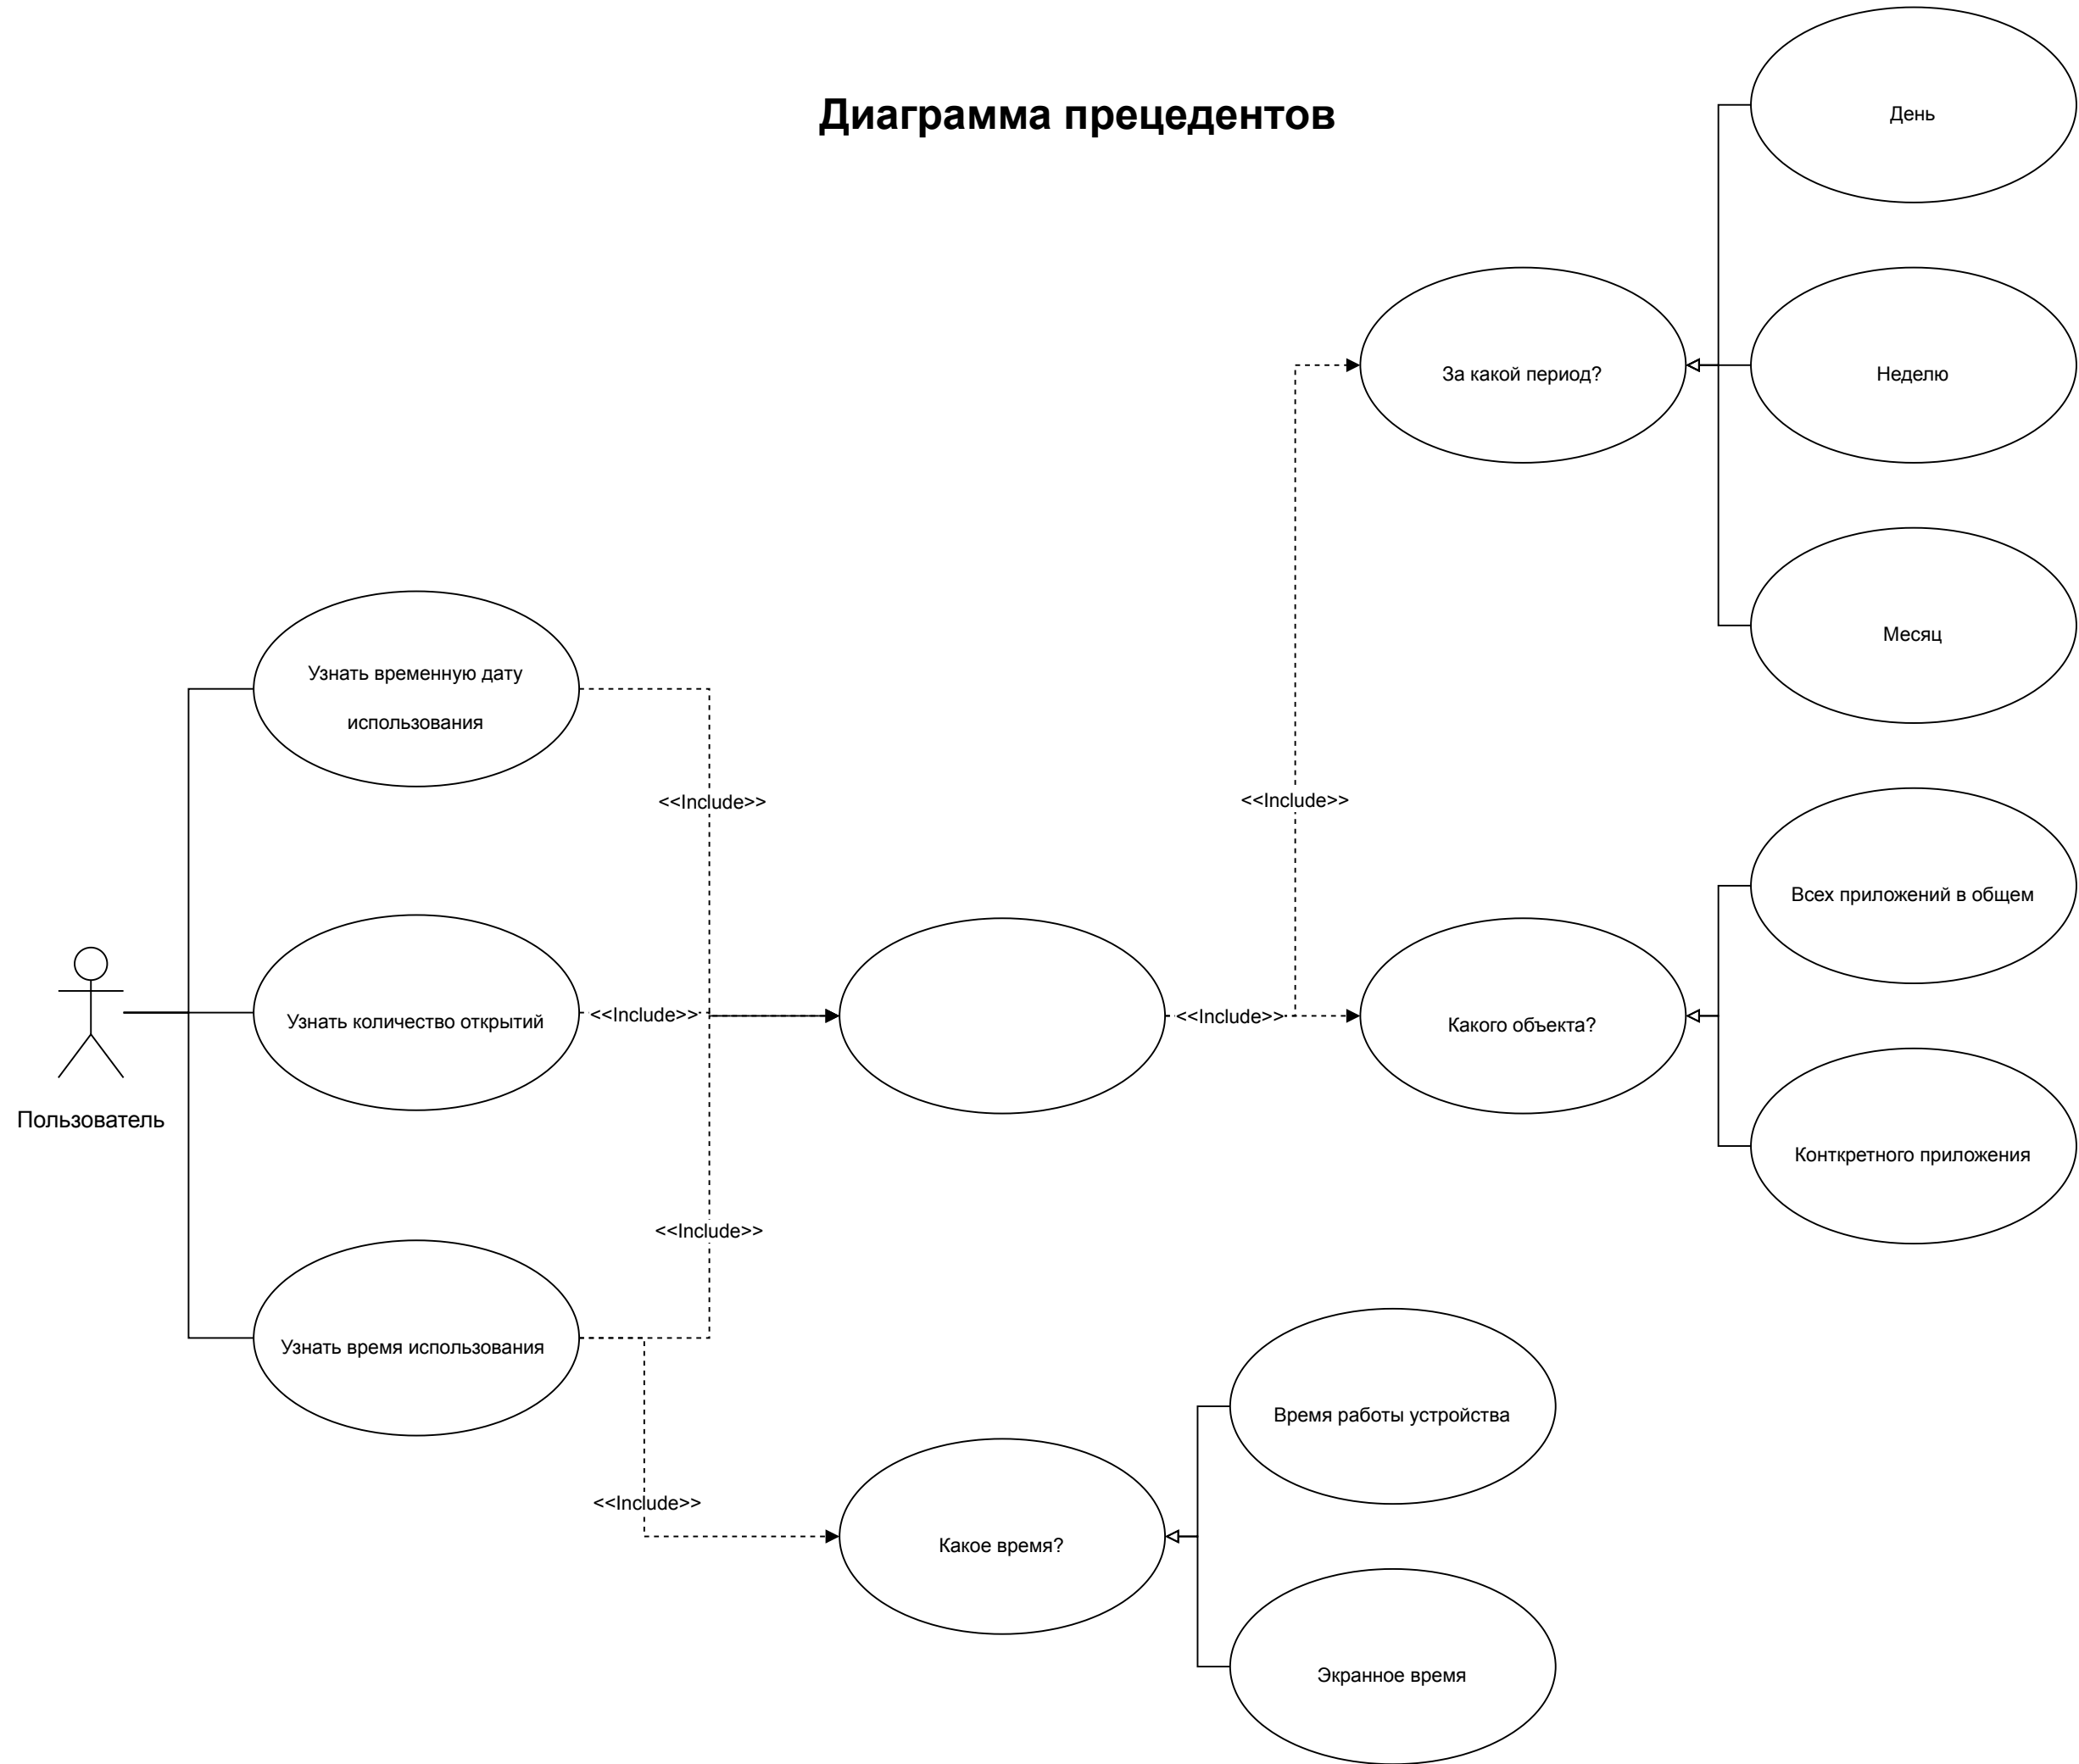 Диаграмма прецедентов
День
За какой период?
Неделю
Месяц
Узнать временную дату
использования
<<Include>>
<<Include>>
Всех приложений в общем
Пользователь
Узнать количество открытий
<<Include>>
<<Include>>
Какого объекта?
Конткретного приложения
<<Include>>
Узнать время использования
Время работы устройства
<<Include>>
Какое время?
Экранное время